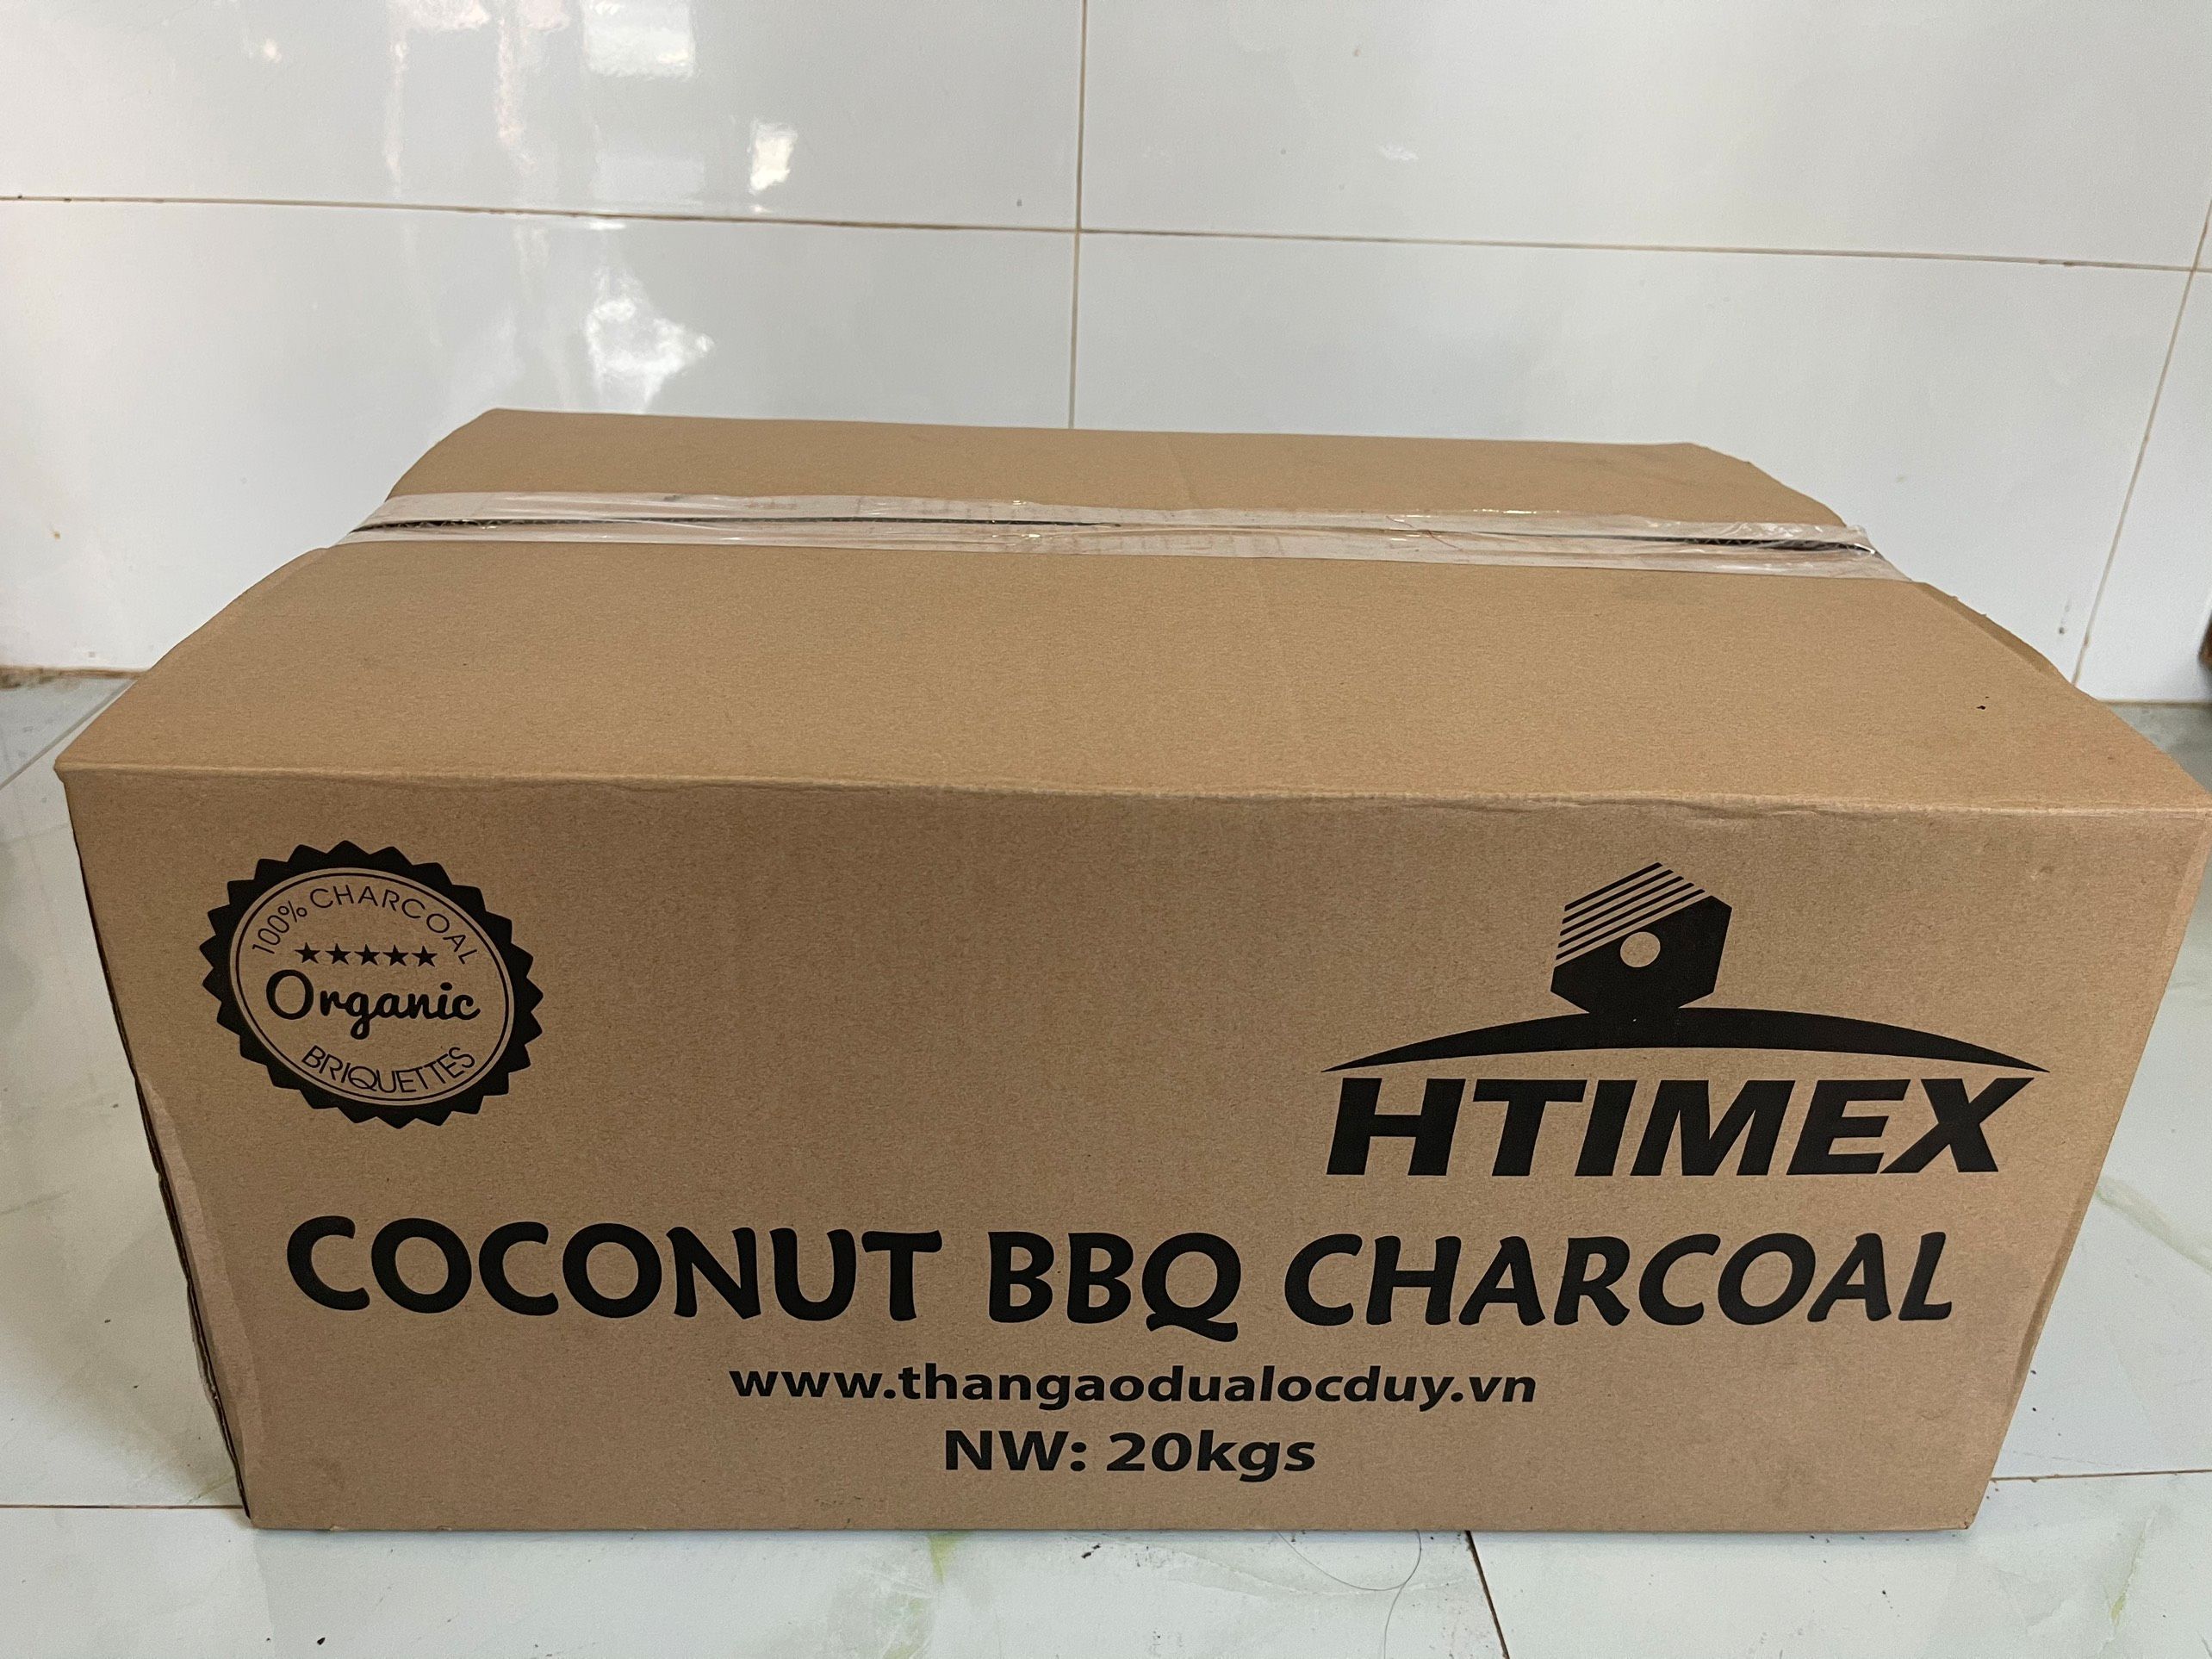 100% CHARCOAL
Organic
BRIQUETTES
HTIMEX
COCONUT BBQ CHARCOAL
www.thangaodualocduy.vn
NW: 20kgs